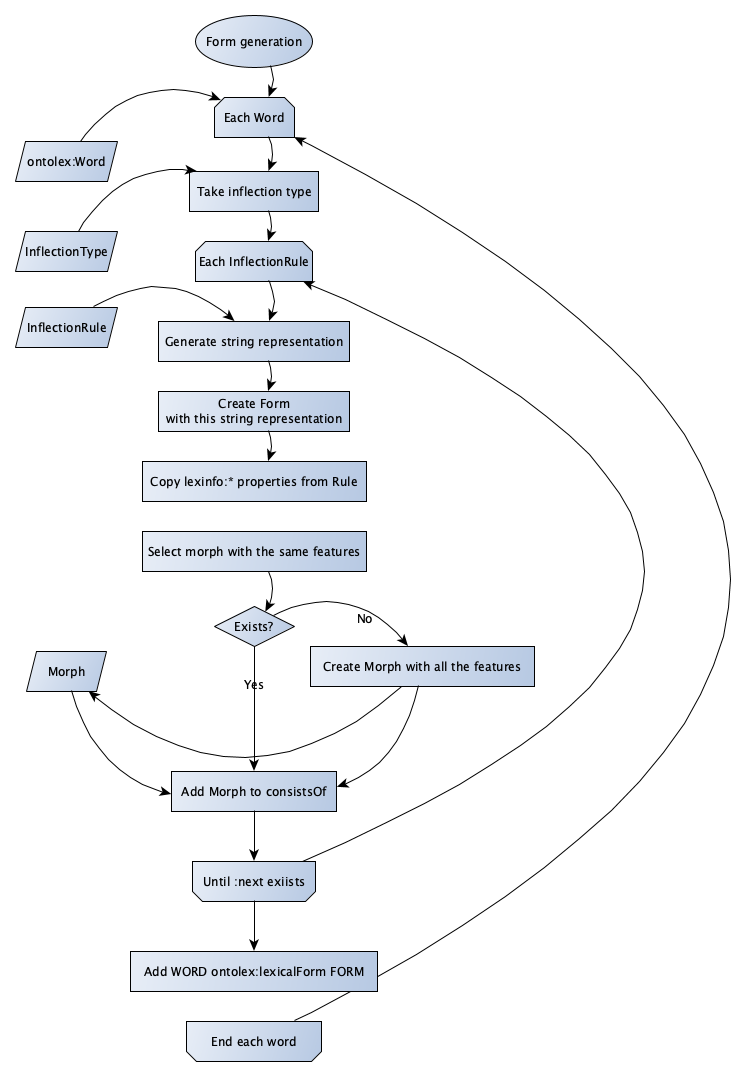 Form generation
Each Word
ontolex:Word
Take inflection type
InflectionType
Each InflectionRule
InflectionRule
Generate string representation
Create Form
with this string representation
Copy lexinfo:* properties from Rule
Select morph with the same features
Exists?
No
Create Morph with all the features
Morph
Yes
Add Morph to consistsOf
Until :next exiists
Add WORD ontolex:lexicalForm FORM
End each word